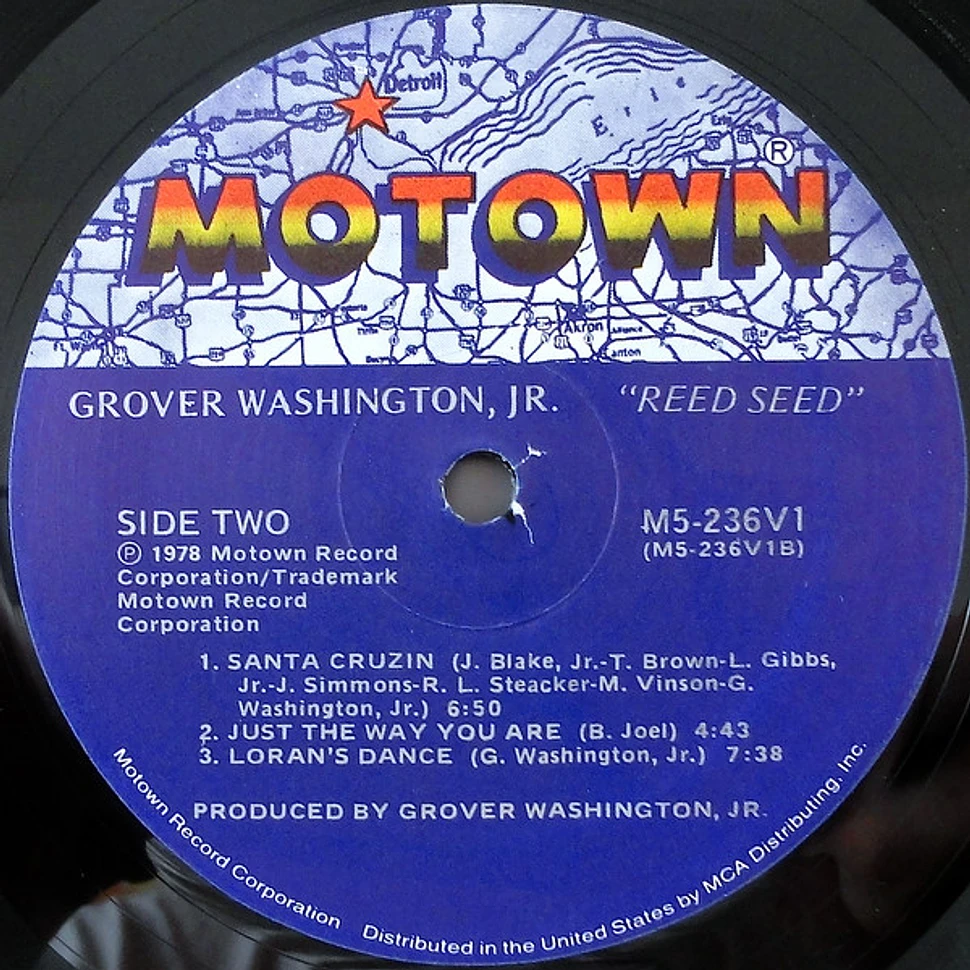 Detroit
Erie
®
MOTOWN
Akron
Alliance
Canton
GROVER WASHINGTON, JR. "REED SEED"
SIDE TWO
Ⓟ 1978 Motown Record
Corporation/Trademark
Motown Record
Corporation
M5-236V1
(M5-236V1B)
1. SANTA CRUZIN (J. Blake, Jr.-T. Brown-L. Gibbs,
Jr.-J. Simmons-R. L. Steacker-M. Vinson-G.
Washington, Jr.) 6:50
2. JUST THE WAY YOU ARE (B. Joel) 4:43
3. LORAN'S DANCE (G. Washington, Jr.) 7:38
PRODUCED BY GROVER WASHINGTON, JR.
Motown Record Corporation Distributed in the United States by MCA Distributing, Inc.